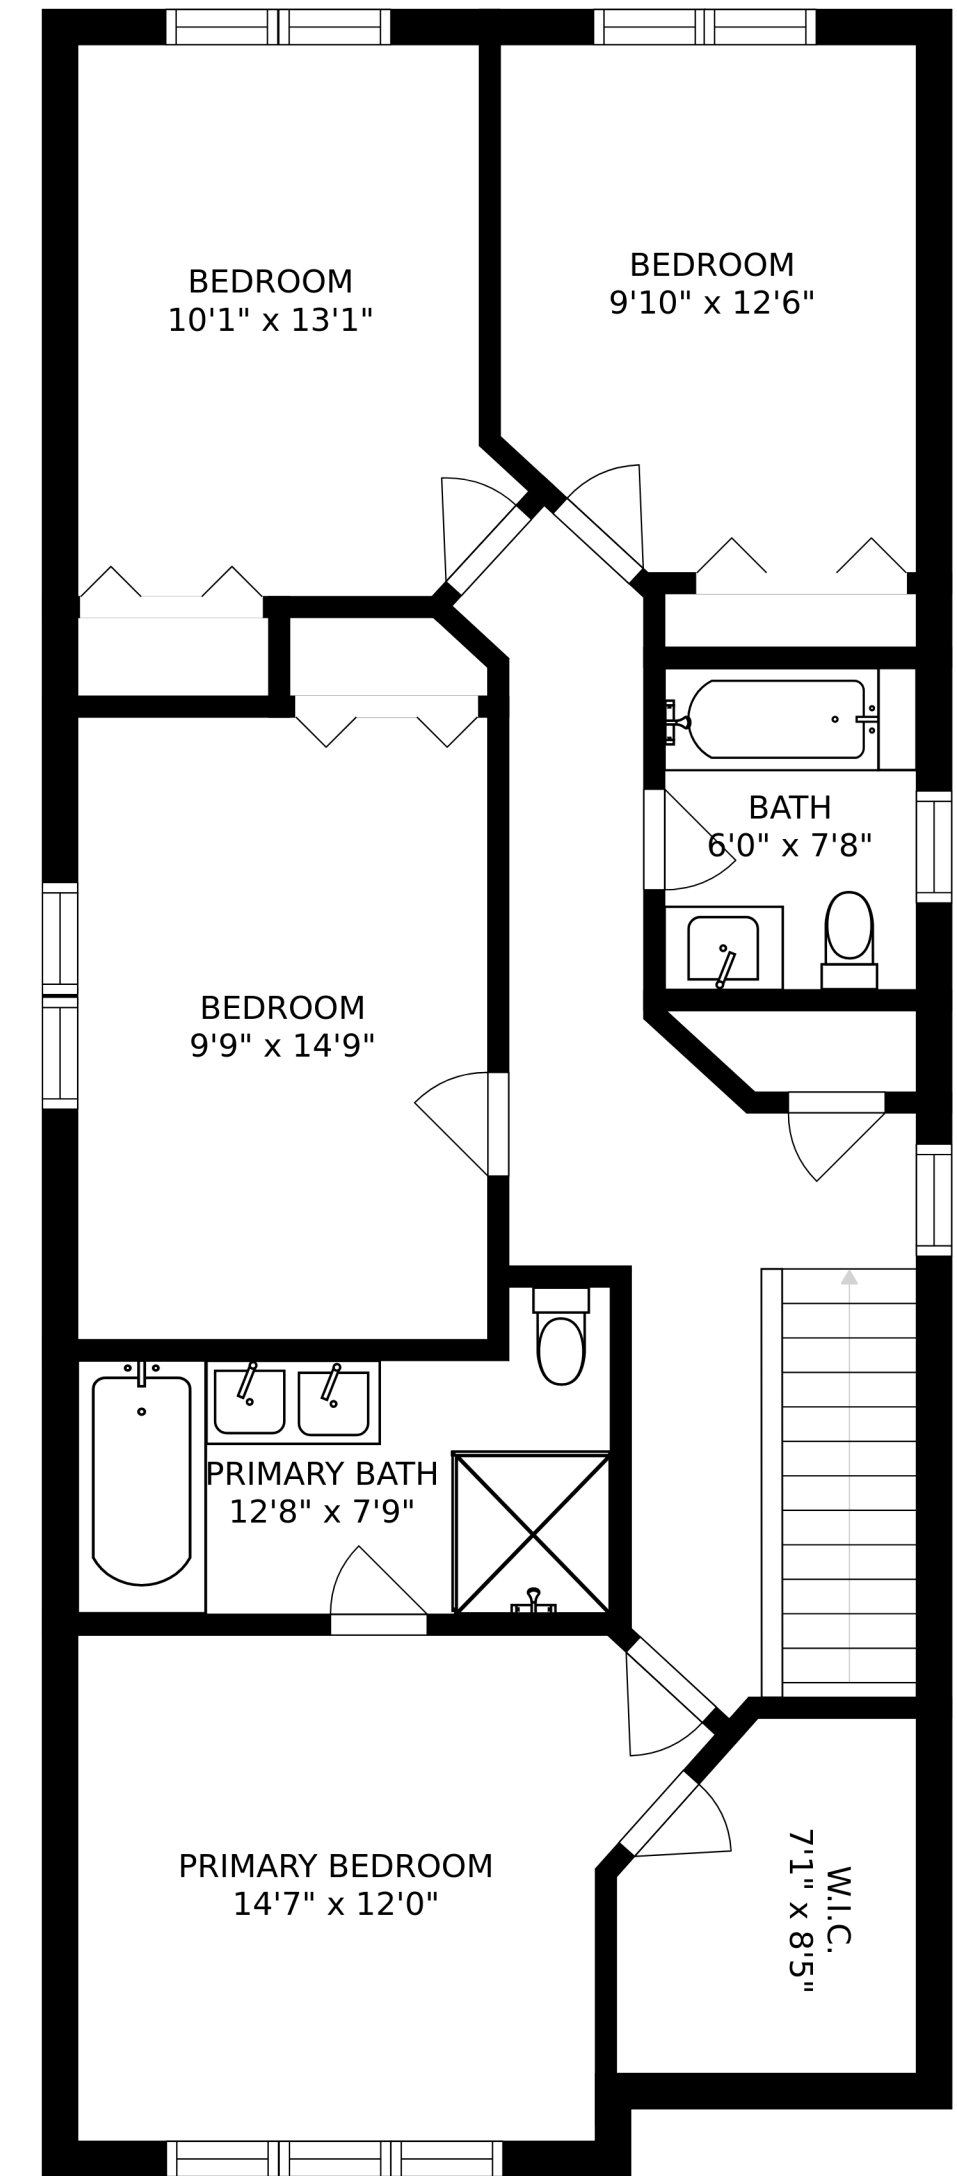 BEDROOM
10'1" x 13'1"
BEDROOM
9'10" x 12'6"
BATH
6'0" x 7'8"
BEDROOM
9'9" x 14'9"
PRIMARY BATH
12'8" x 7'9"
PRIMARY BEDROOM
14'7" x 12'0"
W.I.C.
7'1" x 8'5"